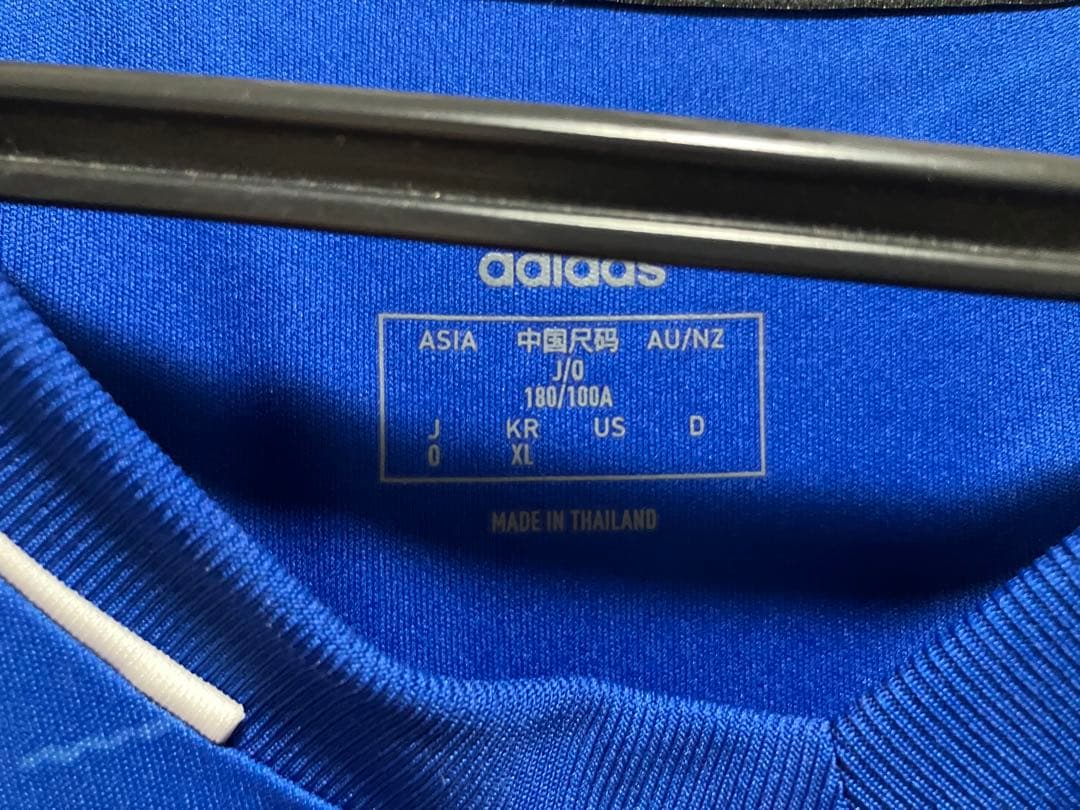 adidas
ASIA 中国尺码 AU/NZ
J/O
180/100A
J KR US D
O XL
MADE IN THAILAND